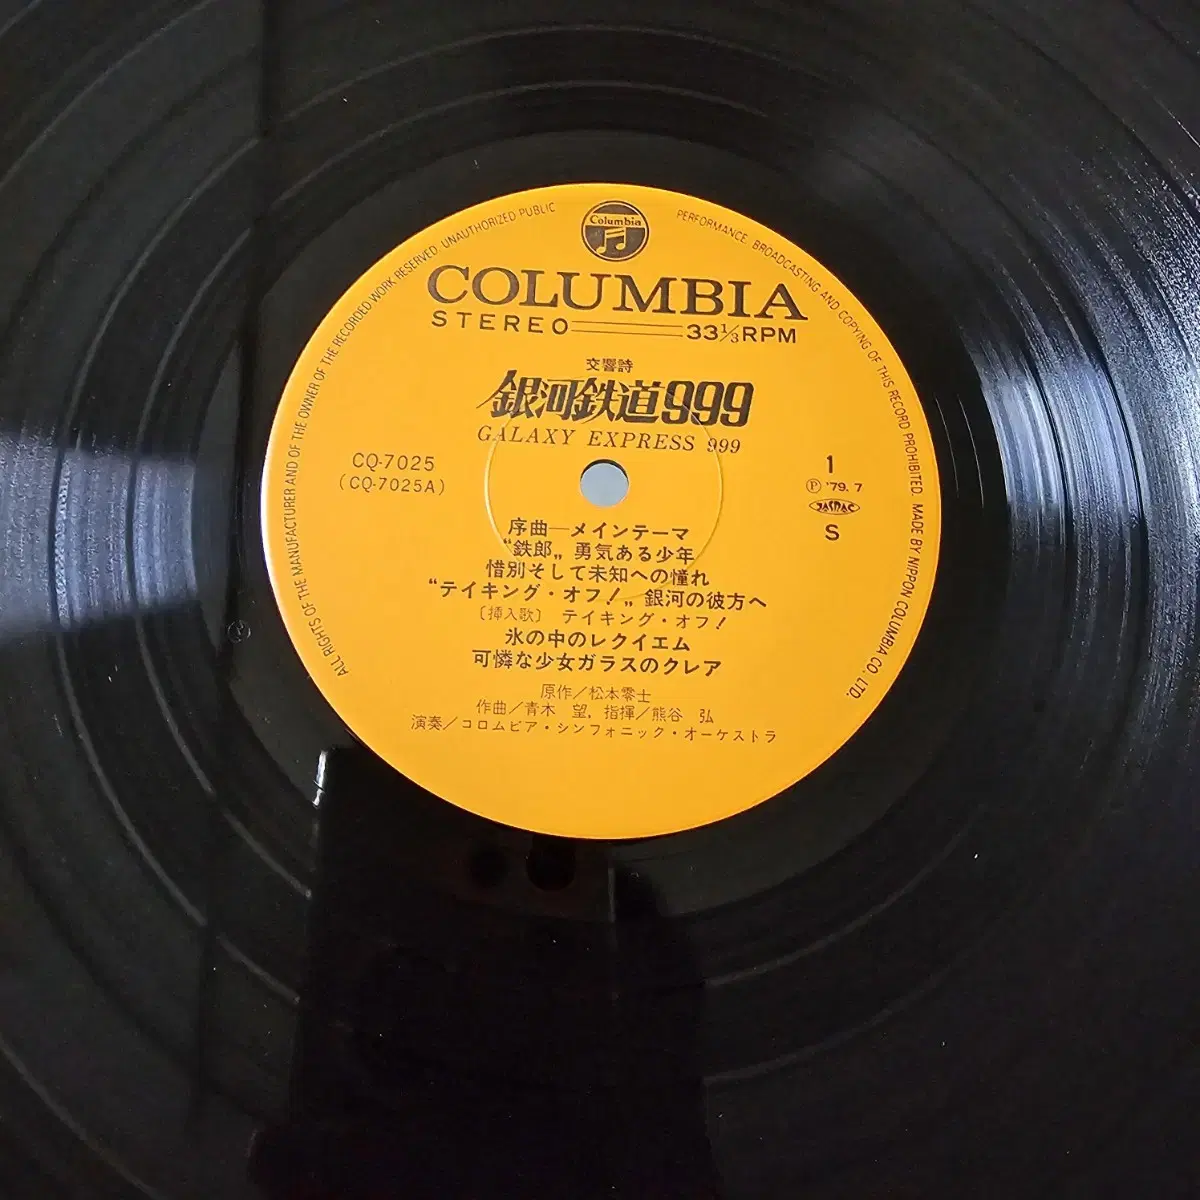 Columbia
COLUMBIA
STEREO 33⅓RPM
交響詩
銀河鉄道999
GALAXY EXPRESS 999
CQ-7025
(CQ-7025A)
1
Ⓟ '79.7
JASRAC
S
序曲―メインテーマ
“鉄郎„ 勇気ある少年
惜別そして未知への憧れ
“テイキング・オフ!„ 銀河の彼方へ
〔挿入歌〕 テイキング・オフ!
氷の中のレクイエム
可憐な少女ガラスのクレア
原作/松本零士
作曲/青木 望, 指揮/熊谷 弘
演奏/コロムビア・シンフォニック・オーケストラ
ALL RIGHTS OF THE MANUFACTURER AND OF THE OWNER OF THE RECORDED WORK RESERVED. UNAUTHORIZED PUBLIC PERFORMANCE, BROADCASTING AND COPYING OF THIS RECORD PROHIBITED. MADE BY NIPPON COLUMBIA CO. LTD.